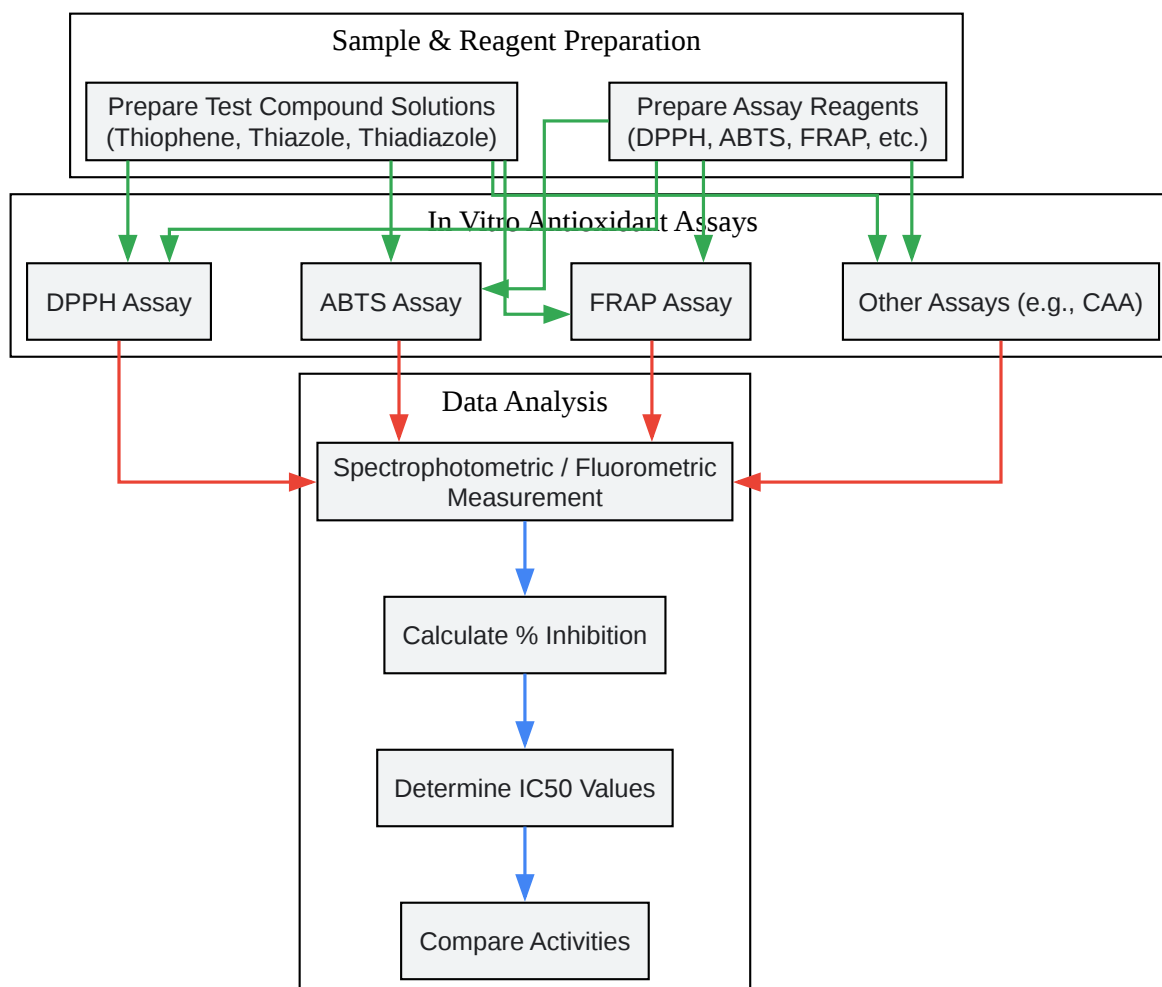 Sample & Reagent Preparation
Prepare Test Compound Solutions
(Thiophene, Thiazole, Thiadiazole)
Prepare Assay Reagents
(DPPH, ABTS, FRAP, etc.)
In Vitro Antioxidant Assays
DPPH Assay
ABTS Assay
FRAP Assay
Other Assays (e.g., CAA)
Data Analysis
Spectrophotometric / Fluorometric
Measurement
Calculate % Inhibition
Determine IC50 Values
Compare Activities